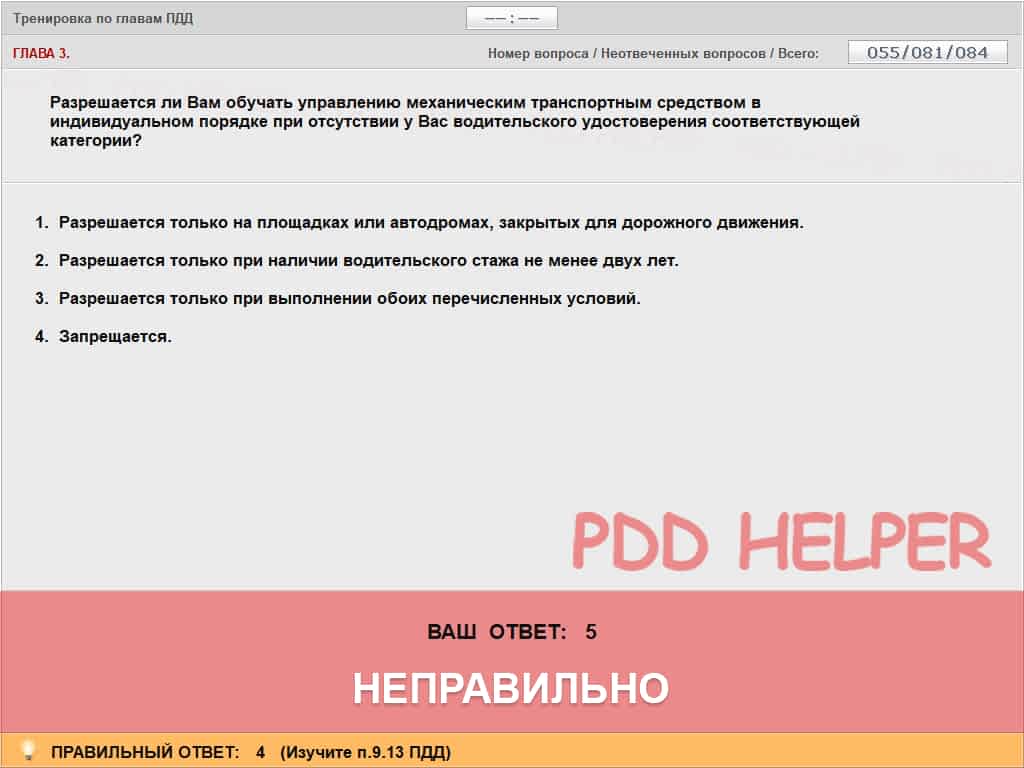 Тренировка по главам ПДД
–– : ––
ГЛАВА 3.
Номер вопроса / Неотвеченных вопросов / Всего:
055/081/084
Разрешается ли Вам обучать управлению механическим транспортным средством в
индивидуальном порядке при отсутствии у Вас водительского удостоверения соответствующей
категории?
1. Разрешается только на площадках или автодромах, закрытых для дорожного движения.
2. Разрешается только при наличии водительского стажа не менее двух лет.
3. Разрешается только при выполнении обоих перечисленных условий.
4. Запрещается.
PDD HELPER
ВАШ ОТВЕТ: 5
НЕПРАВИЛЬНО
ПРАВИЛЬНЫЙ ОТВЕТ: 4 (Изучите п.9.13 ПДД)